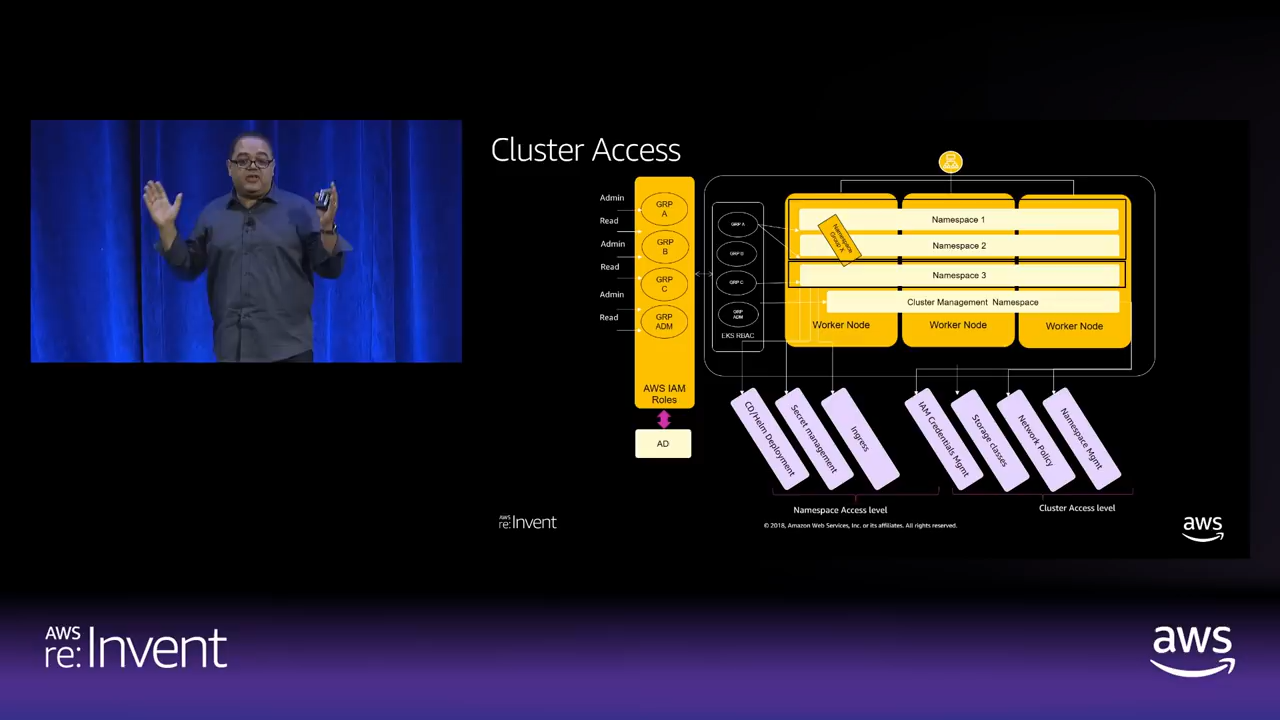 Cluster Access
Admin
Read
Admin
Read
Admin
Read
GRP
A
GRP
B
GRP
C
GRP
ADM
AWS IAM
Roles
AD
GRP A
GRP C
GRP
ADM
EKS RBAC
Namespace
Group X
Namespace 1
Namespace 2
Namespace 3
Cluster Management Namespace
Worker Node
Worker Node
Worker Node
CD/Helm Deployment
Secret management
Ingress
IAM Credentials Mgmt
Storage classes
Network Policy
Namespace Mgmt
Namespace Access level
Cluster Access level
© 2018, Amazon Web Services, Inc. or its affiliates. All rights reserved.
AWS
re:Invent
aws
AWS
re:Invent
aws